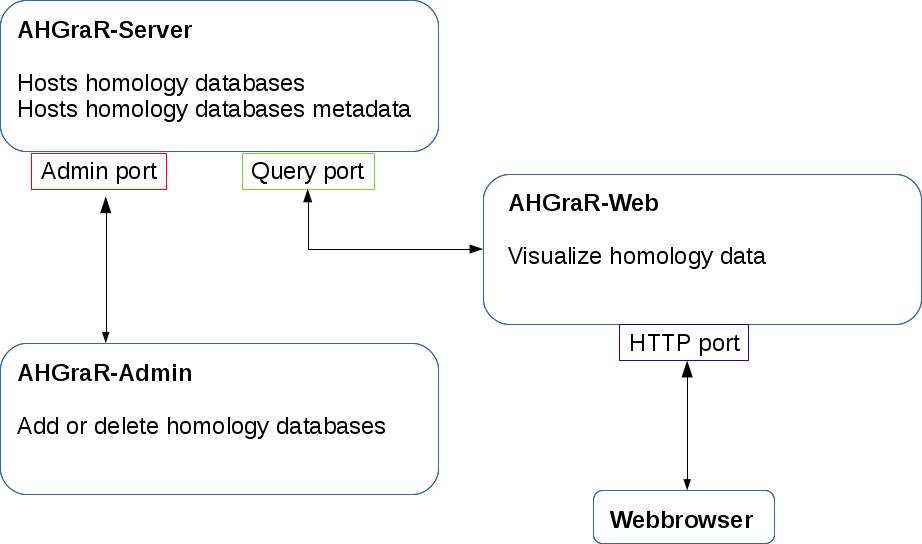 AHGraR-Server
Hosts homology databases
Hosts homology databases metadata
Admin port
Query port
AHGraR-Web
Visualize homology data
HTTP port
AHGraR-Admin
Add or delete homology databases
Webbrowser